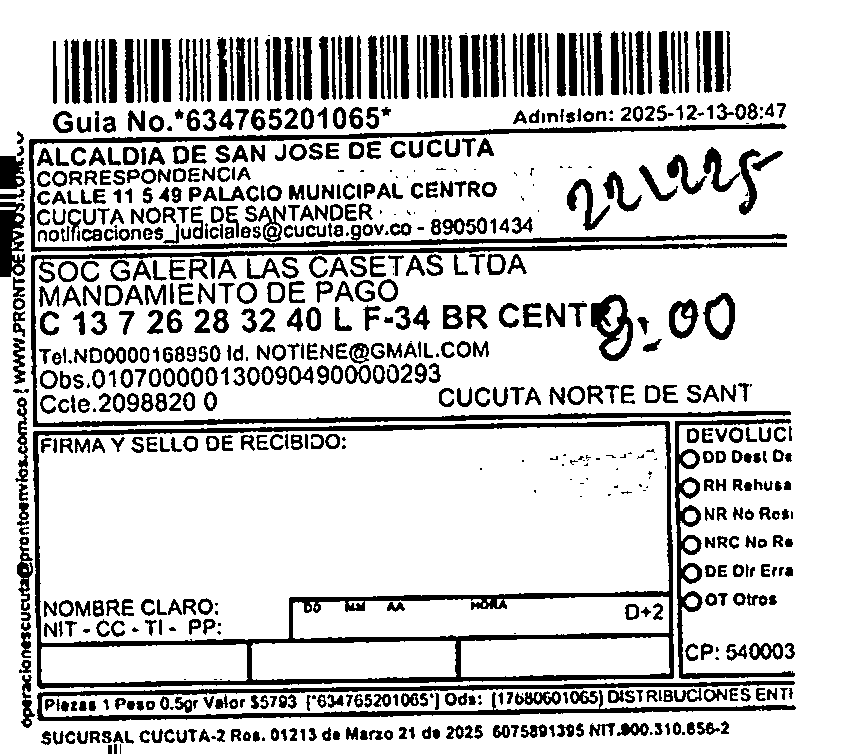 Guia No.*634765201065*
Admision: 2025-12-13-08:47
ALCALDIA DE SAN JOSE DE CUCUTA
CORRESPONDENCIA
CALLE 11 5 49 PALACIO MUNICIPAL CENTRO
CUCUTA NORTE DE SANTANDER
notificaciones_judiciales@cucuta.gov.co - 890501434
221225
SOC GALERIA LAS CASETAS LTDA
MANDAMIENTO DE PAGO
C 13 7 26 28 32 40 L F-34 BR CENT
8:00
Tel.ND0000168950 Id. NOTIENE@GMAIL.COM
Obs.010700000130090490000­0293
Ccte.2098820 0
CUCUTA NORTE DE SANT
FIRMA Y SELLO DE RECIBIDO:
NOMBRE CLARO:
NIT - CC - TI - PP:
DD MM AA HORA
D+2
DEVOLUCI
DD Dest De
RH Rehusa
NR No Resi
NRC No Re
DE Dir Erra
OT Otros
CP: 540003
Piezas 1 Peso 0.5gr Valor $5793 [*634765201065*] Ods: [17680601065] DISTRIBUCIONES ENTI
SUCURSAL CUCUTA-2 Res. 01213 de Marzo 21 de 2025 6075891395 NIT.900.310.856-2
operacionescucuta@prontoenvios.com.co | WWW.PRONTOENVIOS.COM.CO